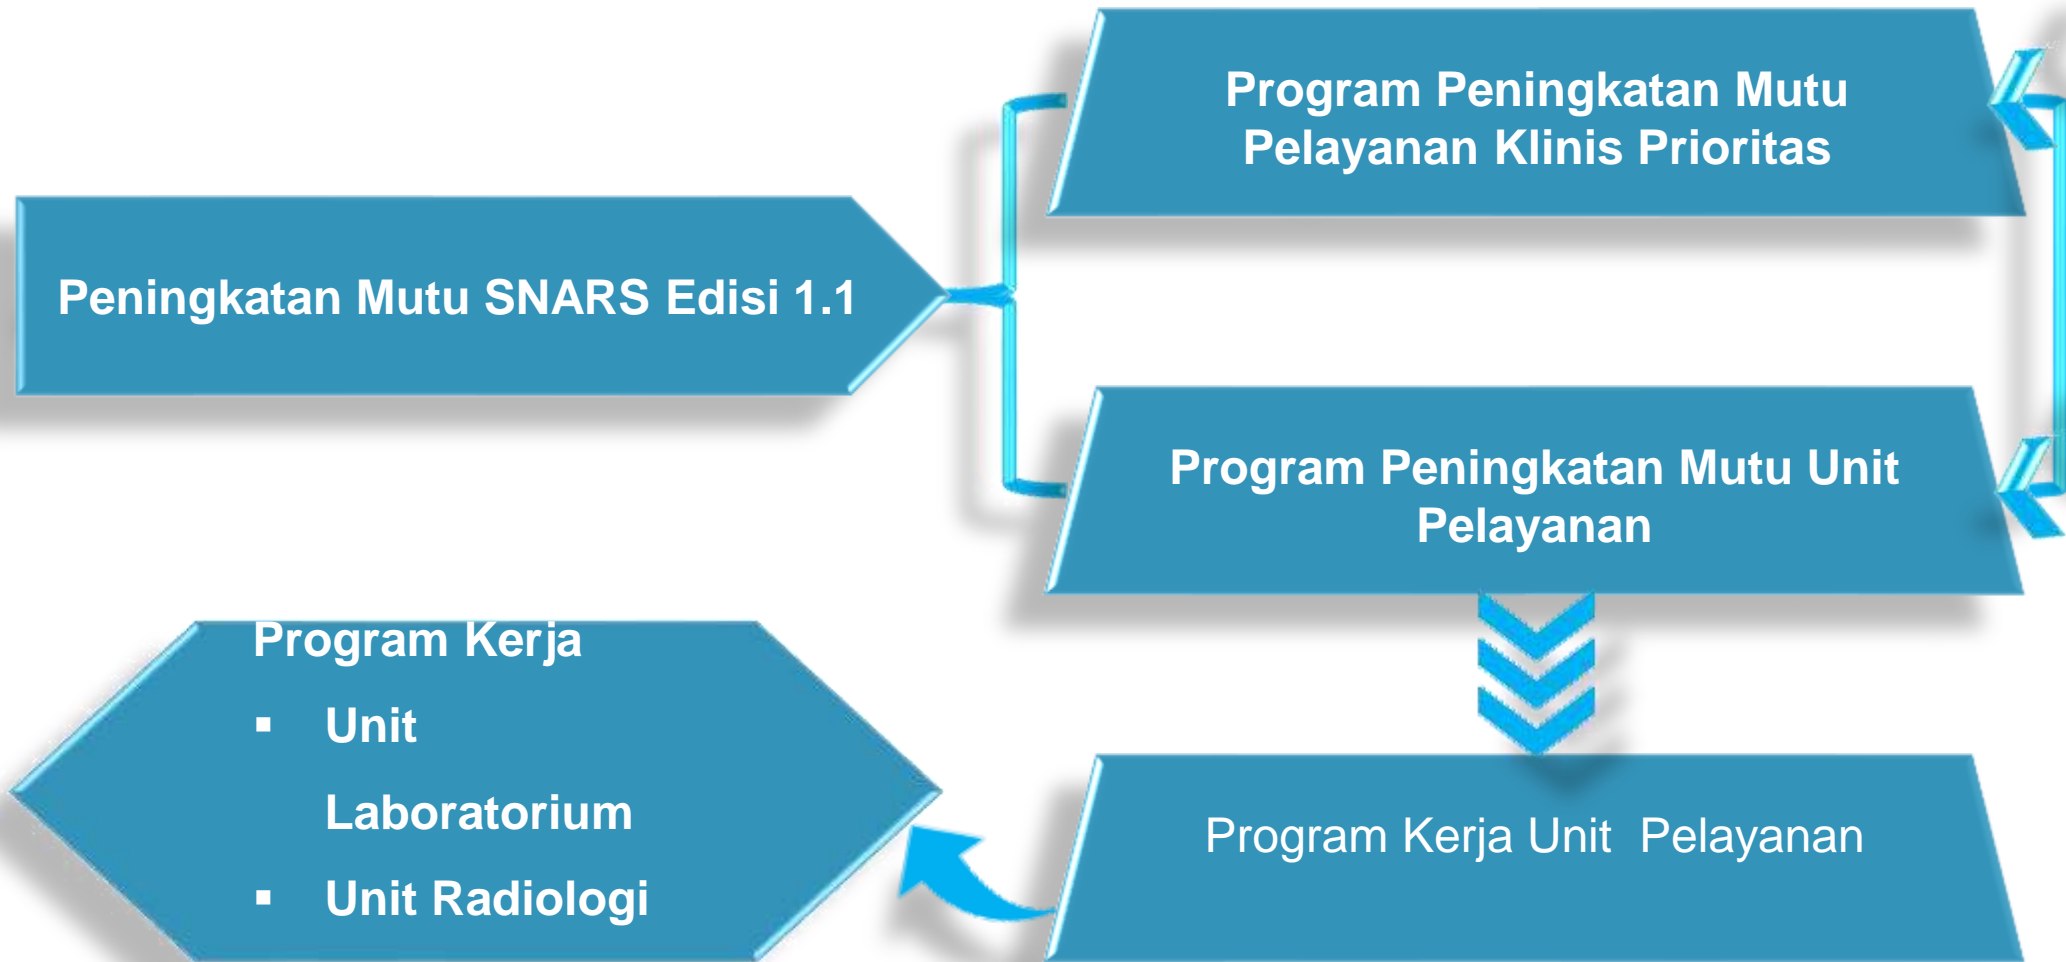 Program Peningkatan Mutu
Pelayanan Klinis Prioritas
Peningkatan Mutu SNARS Edisi 1.1
Program Peningkatan Mutu Unit
Pelayanan
Program Kerja
▪ Unit
Laboratorium
▪ Unit Radiologi
Program Kerja Unit  Pelayanan